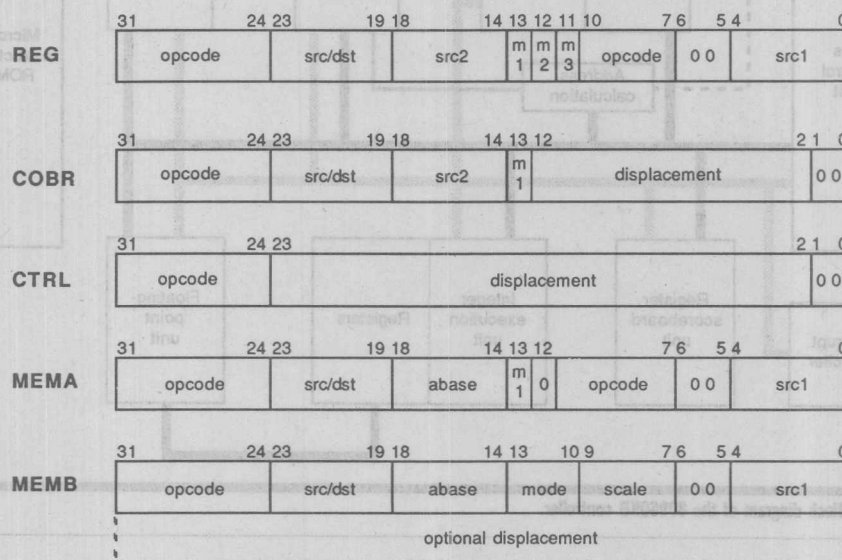 31 24 23 19 18 14 13 12 11 10 7 6 5 4 0
REG opcode src/dst src2 m1 m2 m3 opcode 0 0 src1
31 24 23 19 18 14 13 12 2 1 0
COBR opcode src/dst src2 m1 displacement 0 0
31 24 23 2 1 0
CTRL opcode displacement 0 0
31 24 23 19 18 14 13 12 7 6 5 4 0
MEMA opcode src/dst abase m1 0 opcode 0 0 src1
31 24 23 19 18 14 13 10 9 7 6 5 4 0
MEMB opcode src/dst abase mode scale 0 0 src1
optional displacement